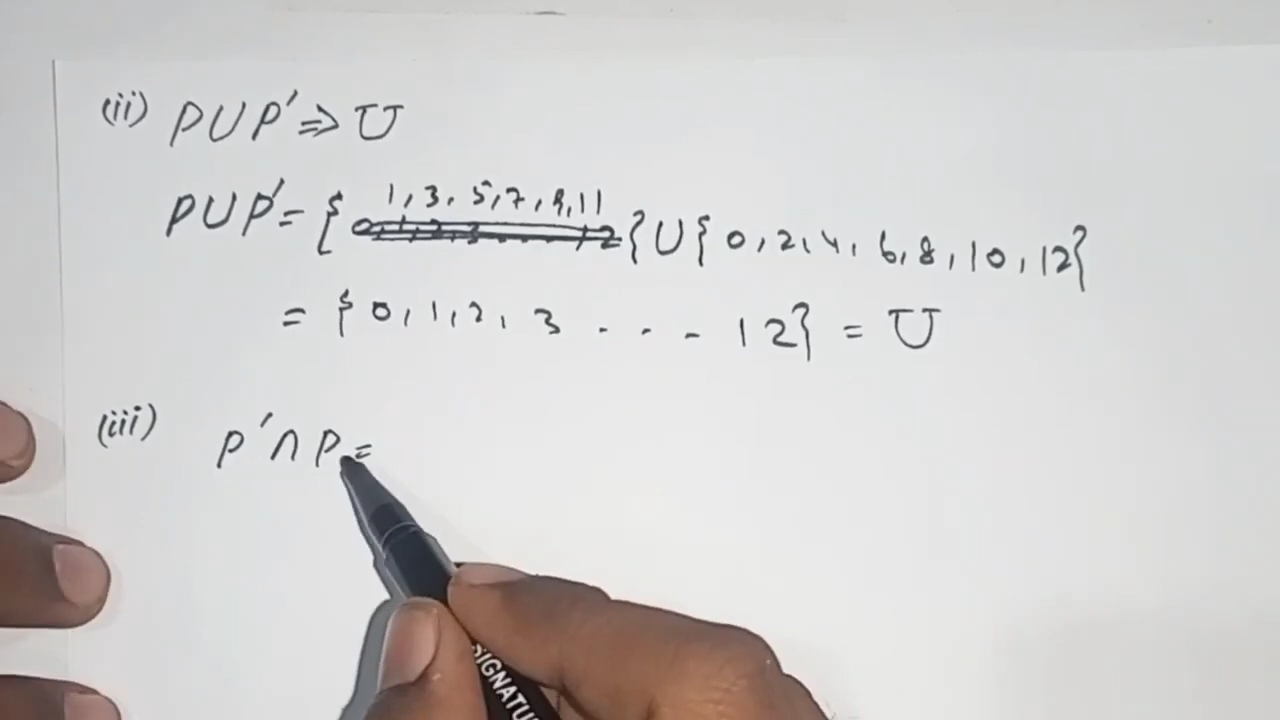 (ii) P∪P′⇒ U
P∪P′= { 1, 3, 5, 7, 9, 11 {∪{ 0, 2, 4, 6, 8, 10, 12}
= {0, 1, 2, 3 . . . 12} = U
(iii) P′∩P=
SIGNATU